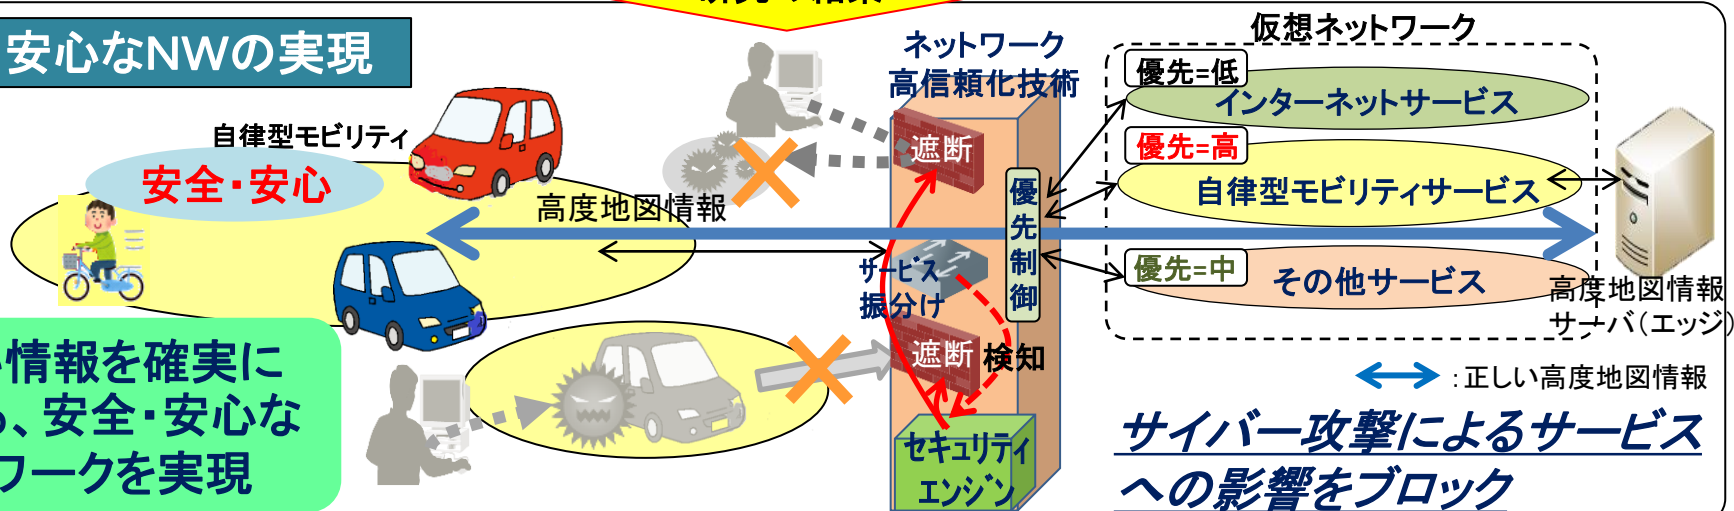 研究の結果
安心なNWの実現
自律型モビリティ
安全・安心
高度地図情報
ネットワーク
高信頼化技術
遮断
優先制御
サービス
振分け
遮断
検知
セキュリティ
エンジン
仮想ネットワーク
優先=低
インターネットサービス
優先=高
自律型モビリティサービス
優先=中
その他サービス
高度地図情報
サーバ(エッジ)
:正しい高度地図情報
サイバー攻撃によるサービス
への影響をブロック
情報を確実に
、安全・安心な
ワークを実現